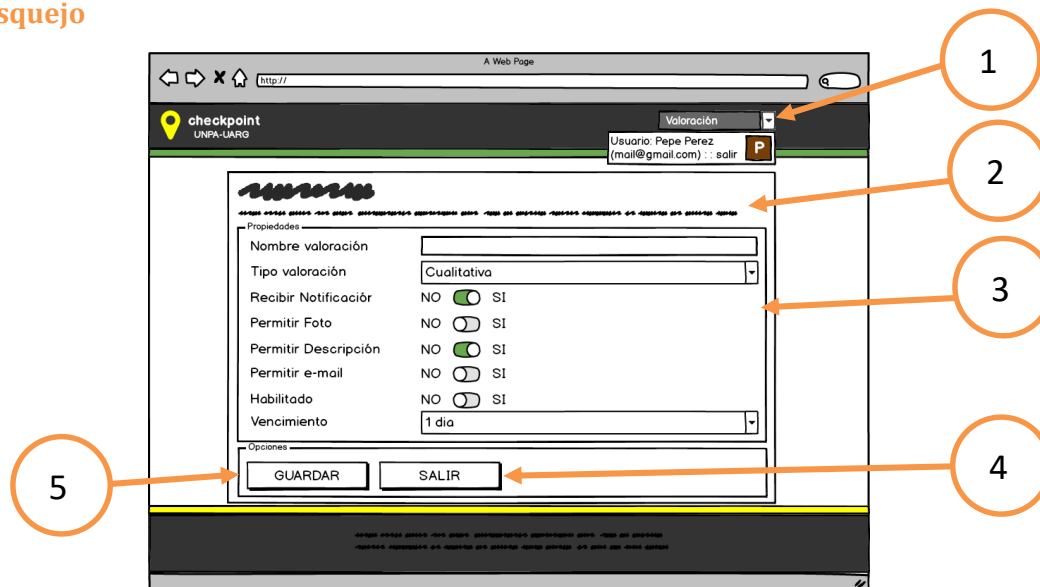 squejo
A Web Page
http://
1
checkpoint
UNPA-UARG
Valoración
Usuario: Pepe Perez
(mail@gmail.com) : : salir
P
2
Propiedades
Nombre valoración
Tipo valoración Cualitativa
Recibir Notificaciór NO SI
3
Permitir Foto NO SI
Permitir Descripción NO SI
Permitir e-mail NO SI
Habilitado NO SI
Vencimiento 1 dia
Opciones
GUARDAR SALIR
4
5